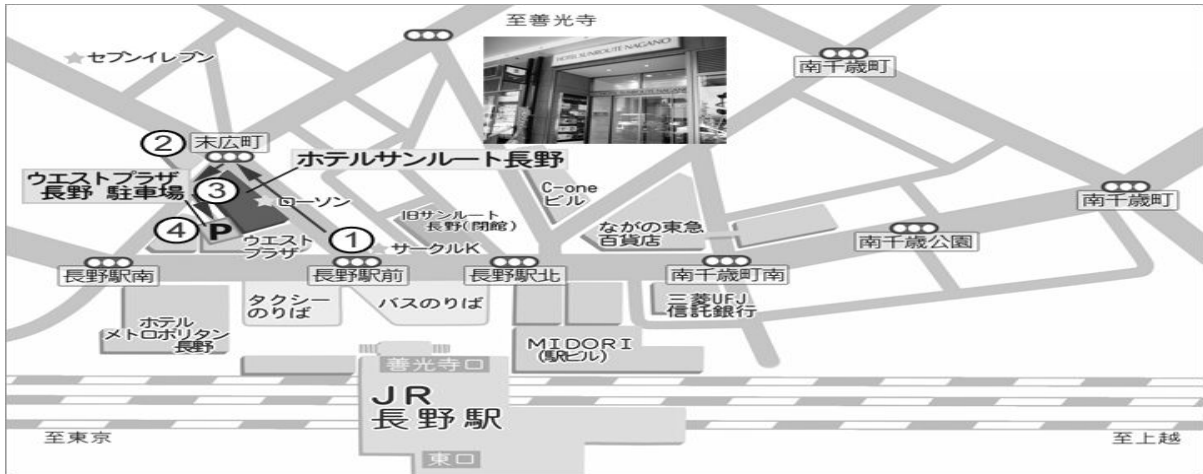 至善光寺
セブンイレブン
HOTEL SUNROUTE NAGANO
南千歳町
②
末広町
ホテルサンルート長野
ウエストプラザ
長野 駐車場
③
ローソン
C-one
ビル
南千歳町
旧サンルート
長野(閉館)
ながの東急
百貨店
④
P
ウエスト
プラザ
①
サークルK
南千歳公園
長野駅南
長野駅前
長野駅北
南千歳町南
タクシー
のりば
バスのりば
三菱UFJ
信託銀行
ホテル
メトロポリタン
長野
MIDORI
(駅ビル)
善光寺口
JR
長野駅
至東京
至上越
東口